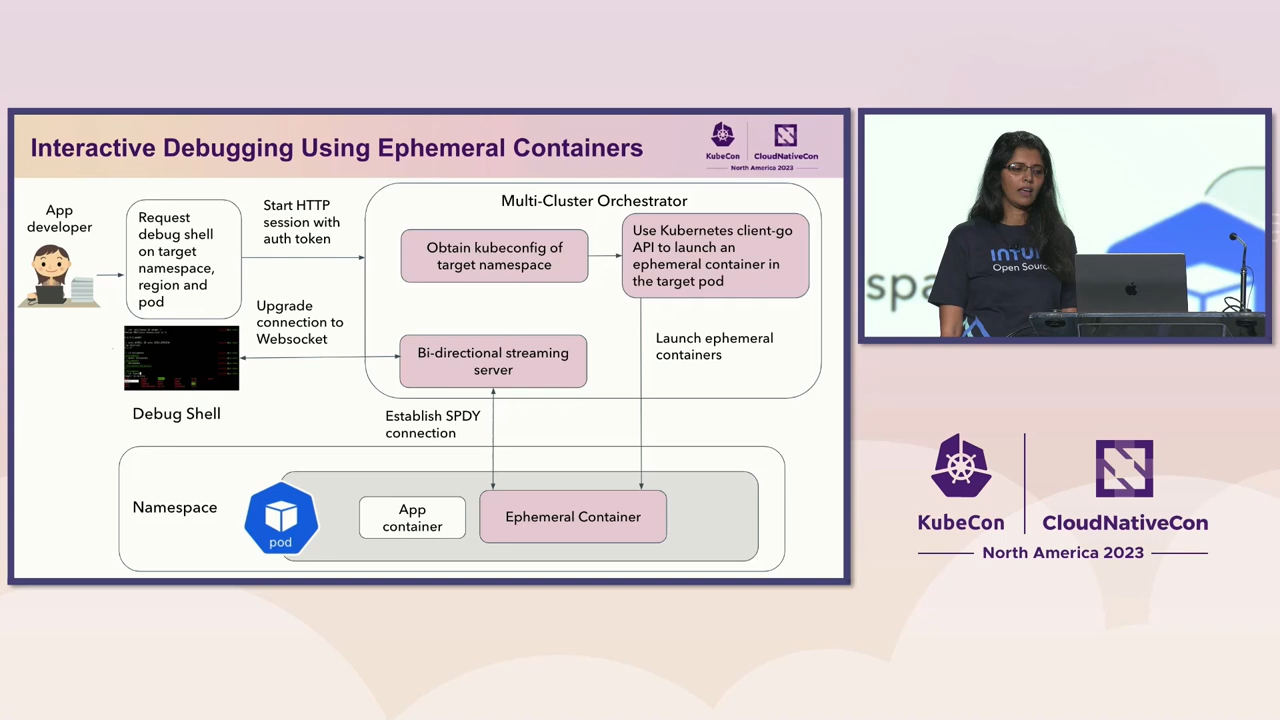 Interactive Debugging Using Ephemeral Containers
KubeCon
CloudNativeCon
North America 2023
App
developer
Request
debug shell
on target
namespace,
region and
pod
Start HTTP
session with
auth token
Multi-Cluster Orchestrator
Obtain kubeconfig of
target namespace
Use Kubernetes client-go
API to launch an
ephemeral container in
the target pod
Upgrade
connection to
Websocket
Bi-directional streaming
server
Launch ephemeral
containers
Debug Shell
Establish SPDY
connection
Namespace
pod
App
container
Ephemeral Container
spa
INTU
Open Sourc
KubeCon
CloudNativeCon
North America 2023